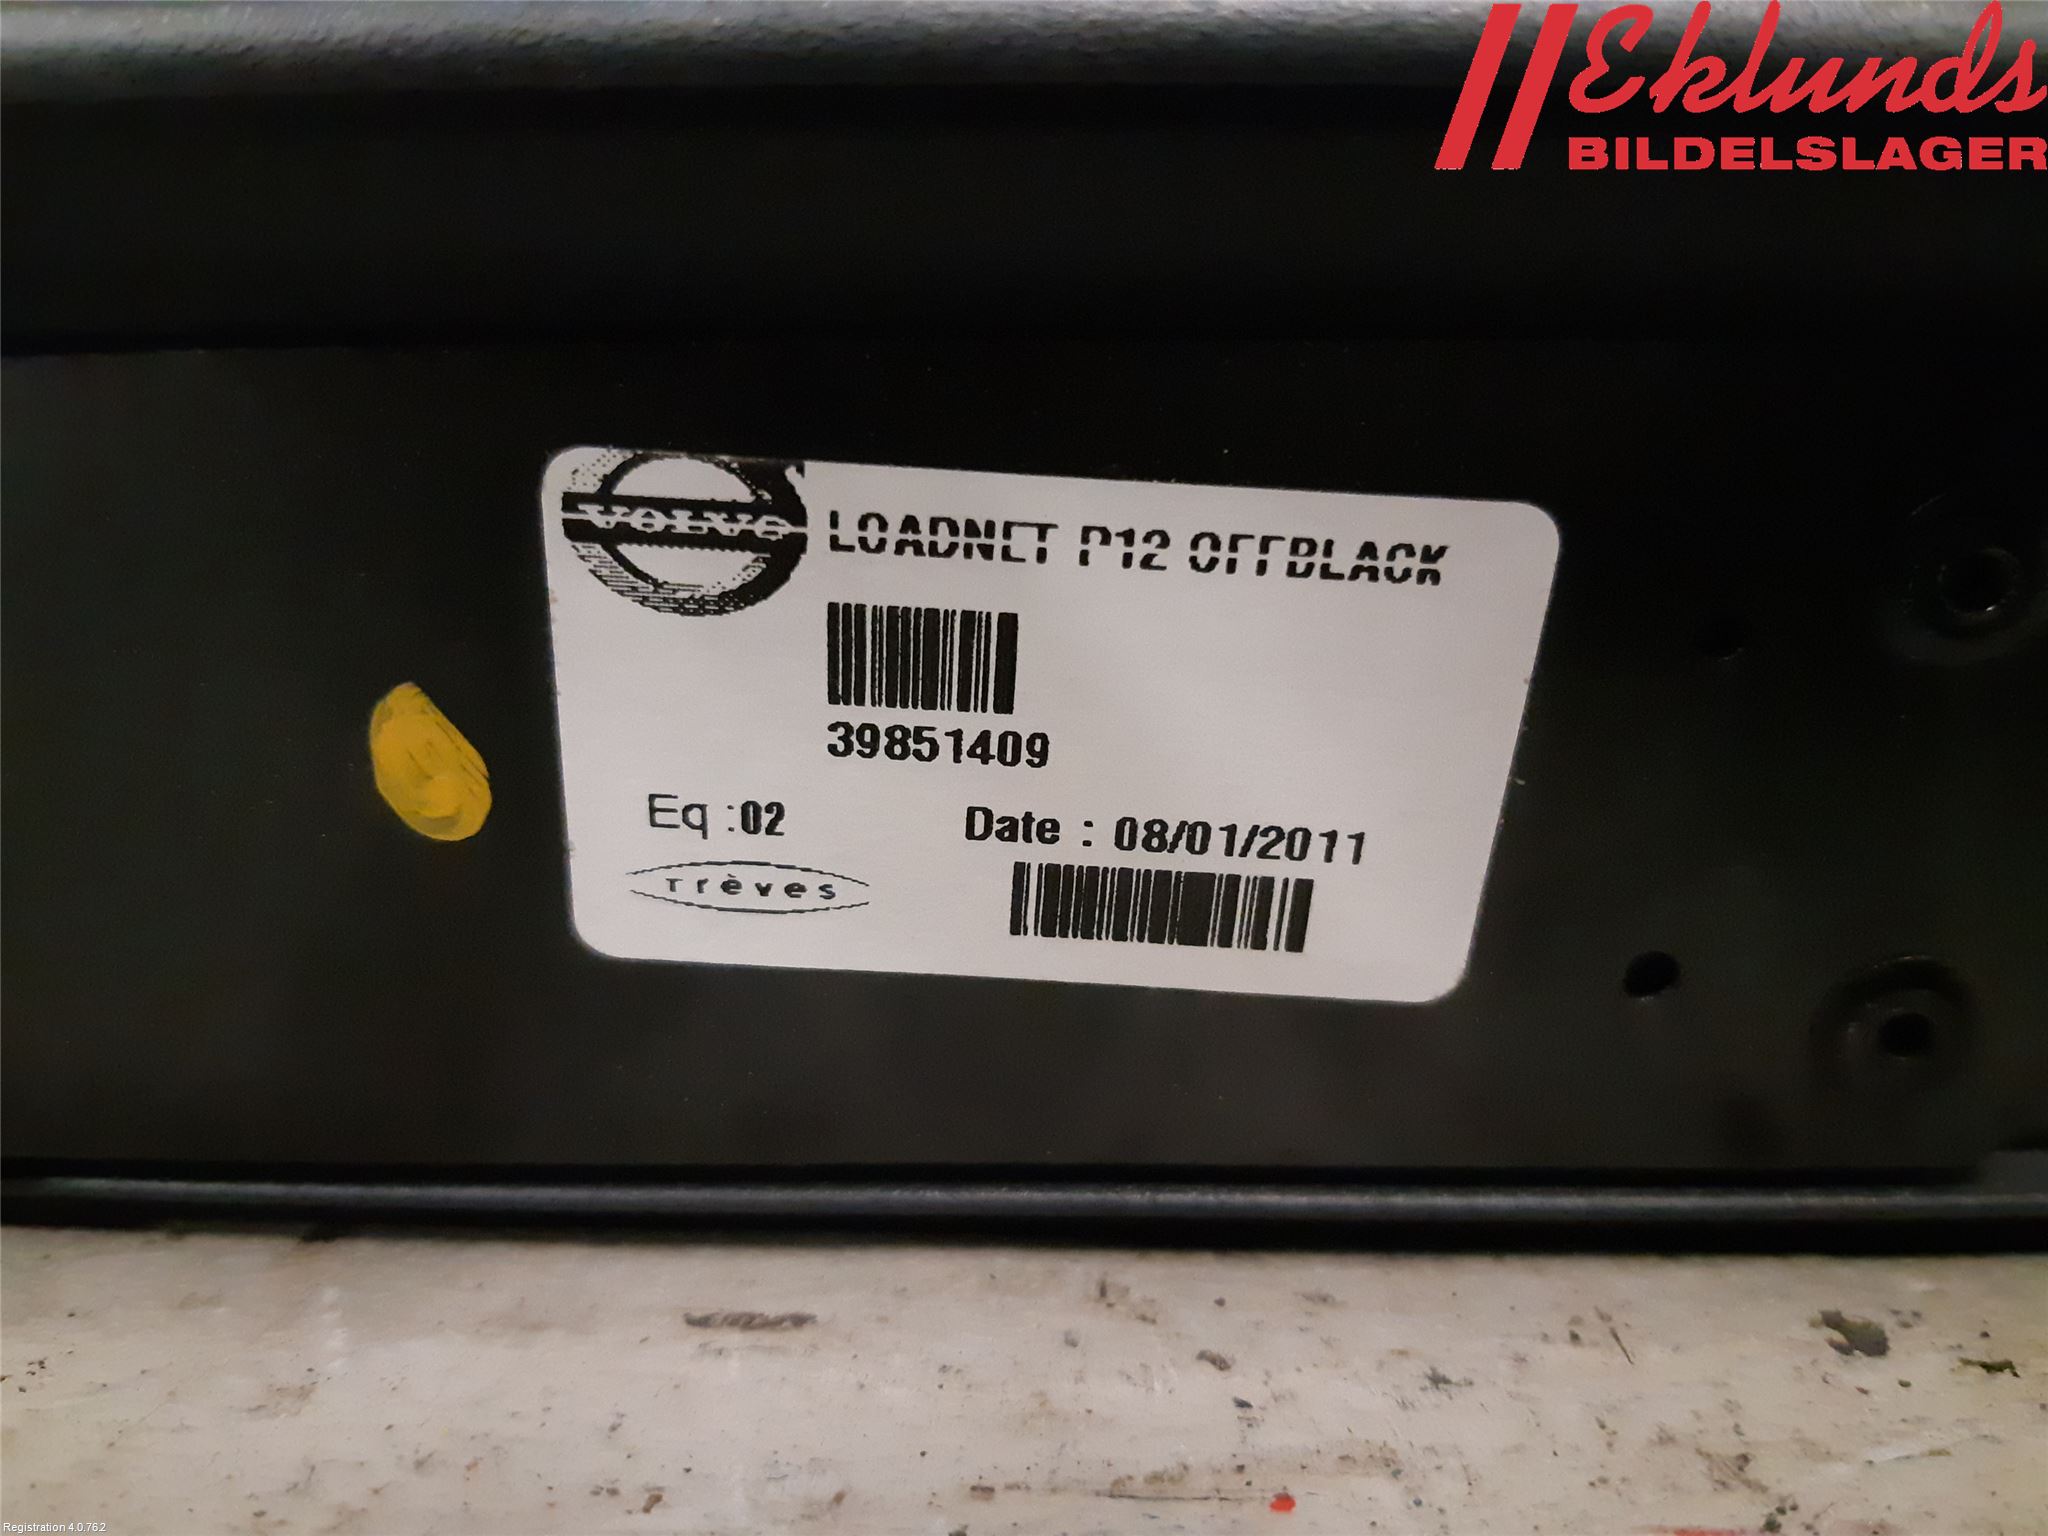 Eklunds
BILDELSLAGER
VOLVO
LOADNET P12 OFFBLACK
39851409
Eq :02
Date : 08/01/2011
Trèves
Registration 4.0.762